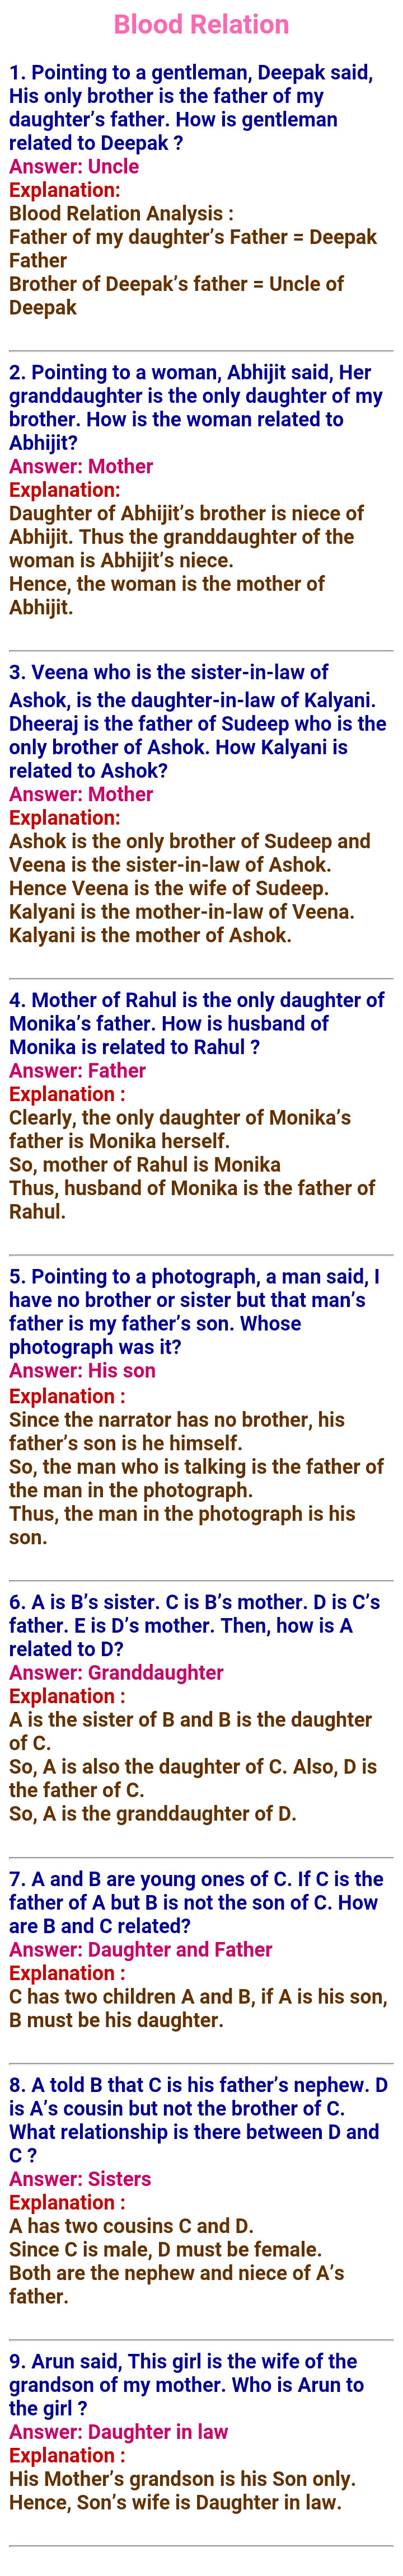 Blood Relation
1. Pointing to a gentleman, Deepak said,
His only brother is the father of my
daughter’s father. How is gentleman
related to Deepak ?
Answer: Uncle
Explanation:
Blood Relation Analysis :
Father of my daughter’s Father = Deepak
Father
Brother of Deepak’s father = Uncle of
Deepak
2. Pointing to a woman, Abhijit said, Her
granddaughter is the only daughter of my
brother. How is the woman related to
Abhijit?
Answer: Mother
Explanation:
Daughter of Abhijit’s brother is niece of
Abhijit. Thus the granddaughter of the
woman is Abhijit’s niece.
Hence, the woman is the mother of
Abhijit.
3. Veena who is the sister-in-law of
Ashok, is the daughter-in-law of Kalyani.
Dheeraj is the father of Sudeep who is the
only brother of Ashok. How Kalyani is
related to Ashok?
Answer: Mother
Explanation:
Ashok is the only brother of Sudeep and
Veena is the sister-in-law of Ashok.
Hence Veena is the wife of Sudeep.
Kalyani is the mother-in-law of Veena.
Kalyani is the mother of Ashok.
4. Mother of Rahul is the only daughter of
Monika’s father. How is husband of
Monika is related to Rahul ?
Answer: Father
Explanation :
Clearly, the only daughter of Monika’s
father is Monika herself.
So, mother of Rahul is Monika
Thus, husband of Monika is the father of
Rahul.
5. Pointing to a photograph, a man said, I
have no brother or sister but that man’s
father is my father’s son. Whose
photograph was it?
Answer: His son
Explanation :
Since the narrator has no brother, his
father’s son is he himself.
So, the man who is talking is the father of
the man in the photograph.
Thus, the man in the photograph is his
son.
6. A is B’s sister. C is B’s mother. D is C’s
father. E is D’s mother. Then, how is A
related to D?
Answer: Granddaughter
Explanation :
A is the sister of B and B is the daughter
of C.
So, A is also the daughter of C. Also, D is
the father of C.
So, A is the granddaughter of D.
7. A and B are young ones of C. If C is the
father of A but B is not the son of C. How
are B and C related?
Answer: Daughter and Father
Explanation :
C has two children A and B, if A is his son,
B must be his daughter.
8. A told B that C is his father’s nephew. D
is A’s cousin but not the brother of C.
What relationship is there between D and
C ?
Answer: Sisters
Explanation :
A has two cousins C and D.
Since C is male, D must be female.
Both are the nephew and niece of A’s
father.
9. Arun said, This girl is the wife of the
grandson of my mother. Who is Arun to
the girl ?
Answer: Daughter in law
Explanation :
His Mother’s grandson is his Son only.
Hence, Son’s wife is Daughter in law.